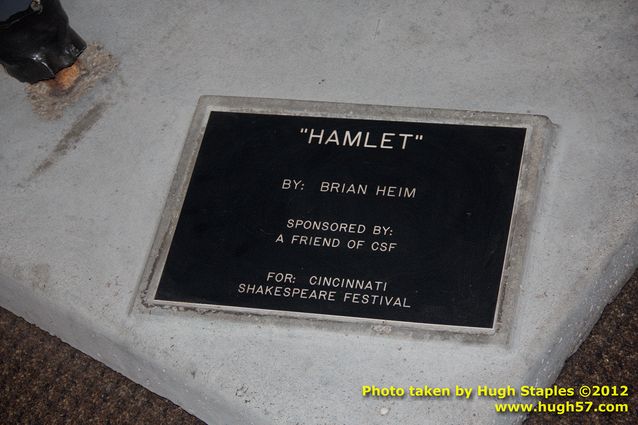 "HAMLET"
BY: BRIAN HEIM
SPONSORED BY:
A FRIEND OF CSF
FOR: CINCINNATI
SHAKESPEARE FESTIVAL
Photo taken by Hugh Staples ©2012
www.hugh57.com